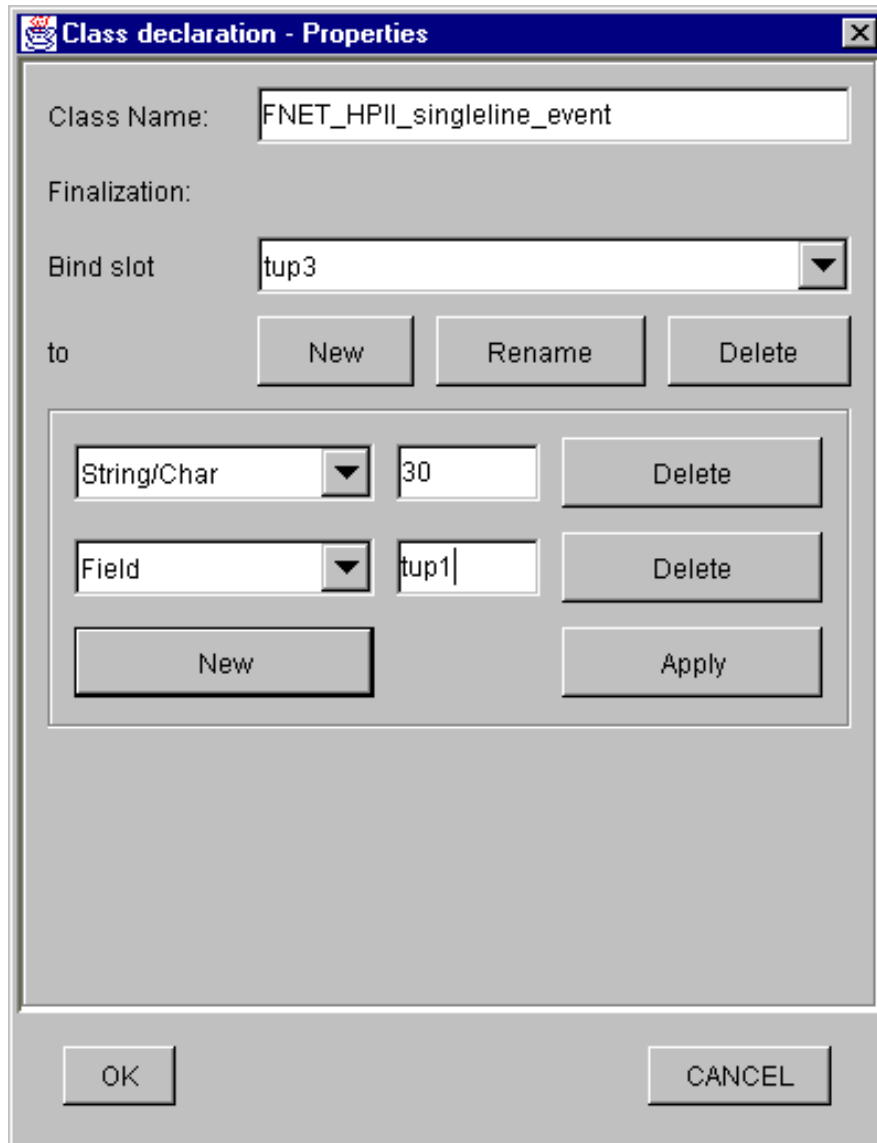 Class declaration - Properties
Class Name: FNET_HPII_singleline_event
Finalization:
Bind slot tup3
to New Rename Delete
String/Char 30 Delete
Field tup1 Delete
New Apply
OK CANCEL